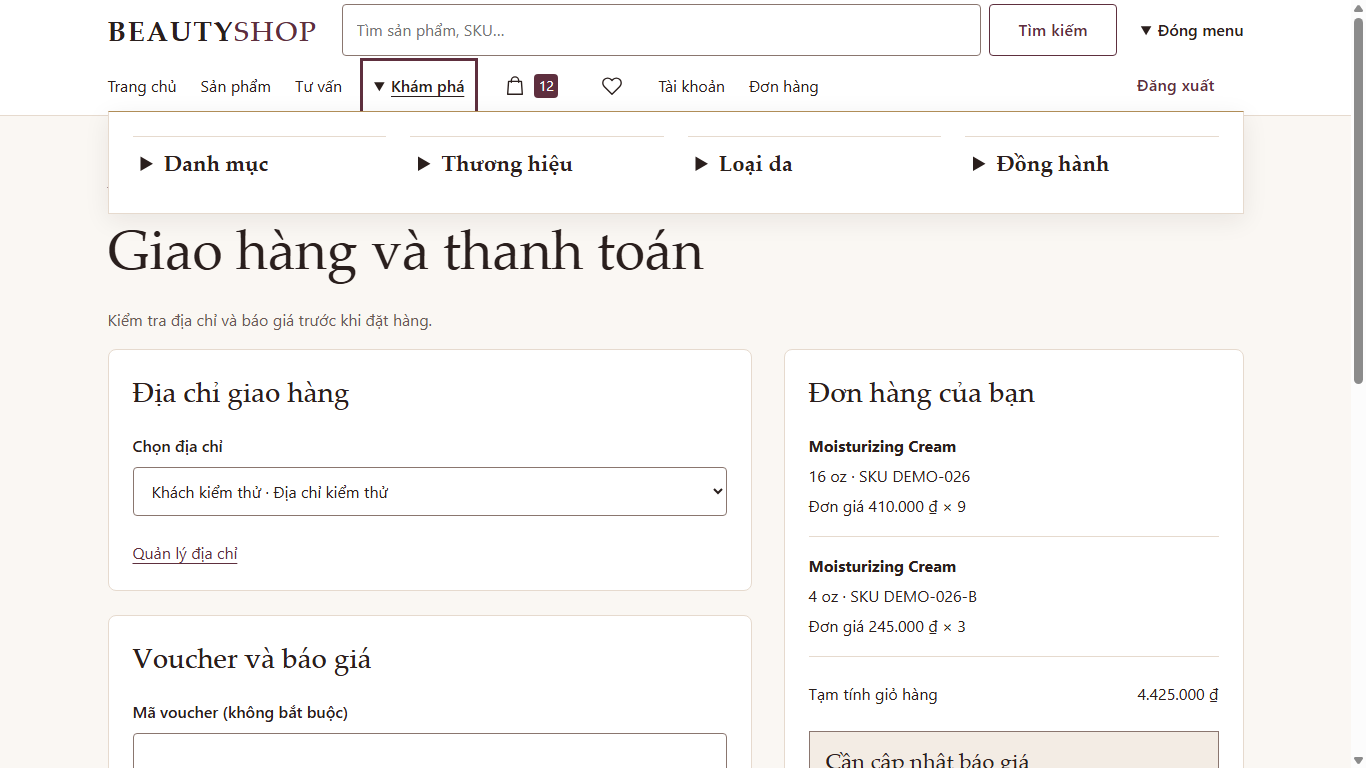 BEAUTYSHOP
Tìm sản phẩm, SKU...
Tìm kiếm
▼ Đóng menu
Trang chủ
Sản phẩm
Tư vấn
▼ Khám phá
12
Tài khoản
Đơn hàng
Đăng xuất
▶ Danh mục
▶ Thương hiệu
▶ Loại da
▶ Đồng hành
Giao hàng và thanh toán
Kiểm tra địa chỉ và báo giá trước khi đặt hàng.
Địa chỉ giao hàng
Chọn địa chỉ
Khách kiểm thử · Địa chỉ kiểm thử
Quản lý địa chỉ
Voucher và báo giá
Mã voucher (không bắt buộc)
Đơn hàng của bạn
Moisturizing Cream
16 oz · SKU DEMO-026
Đơn giá 410.000 ₫ × 9
Moisturizing Cream
4 oz · SKU DEMO-026-B
Đơn giá 245.000 ₫ × 3
Tạm tính giỏ hàng
4.425.000 ₫
Cần cập nhật báo giá